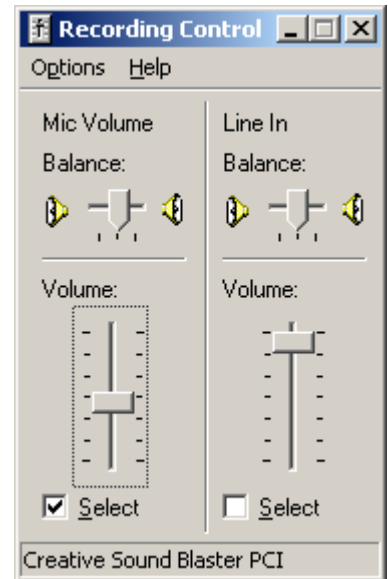 Recording Control
Options Help
Mic Volume
Balance:
Volume:
Select
Line In
Balance:
Volume:
Select
Creative Sound Blaster PCI